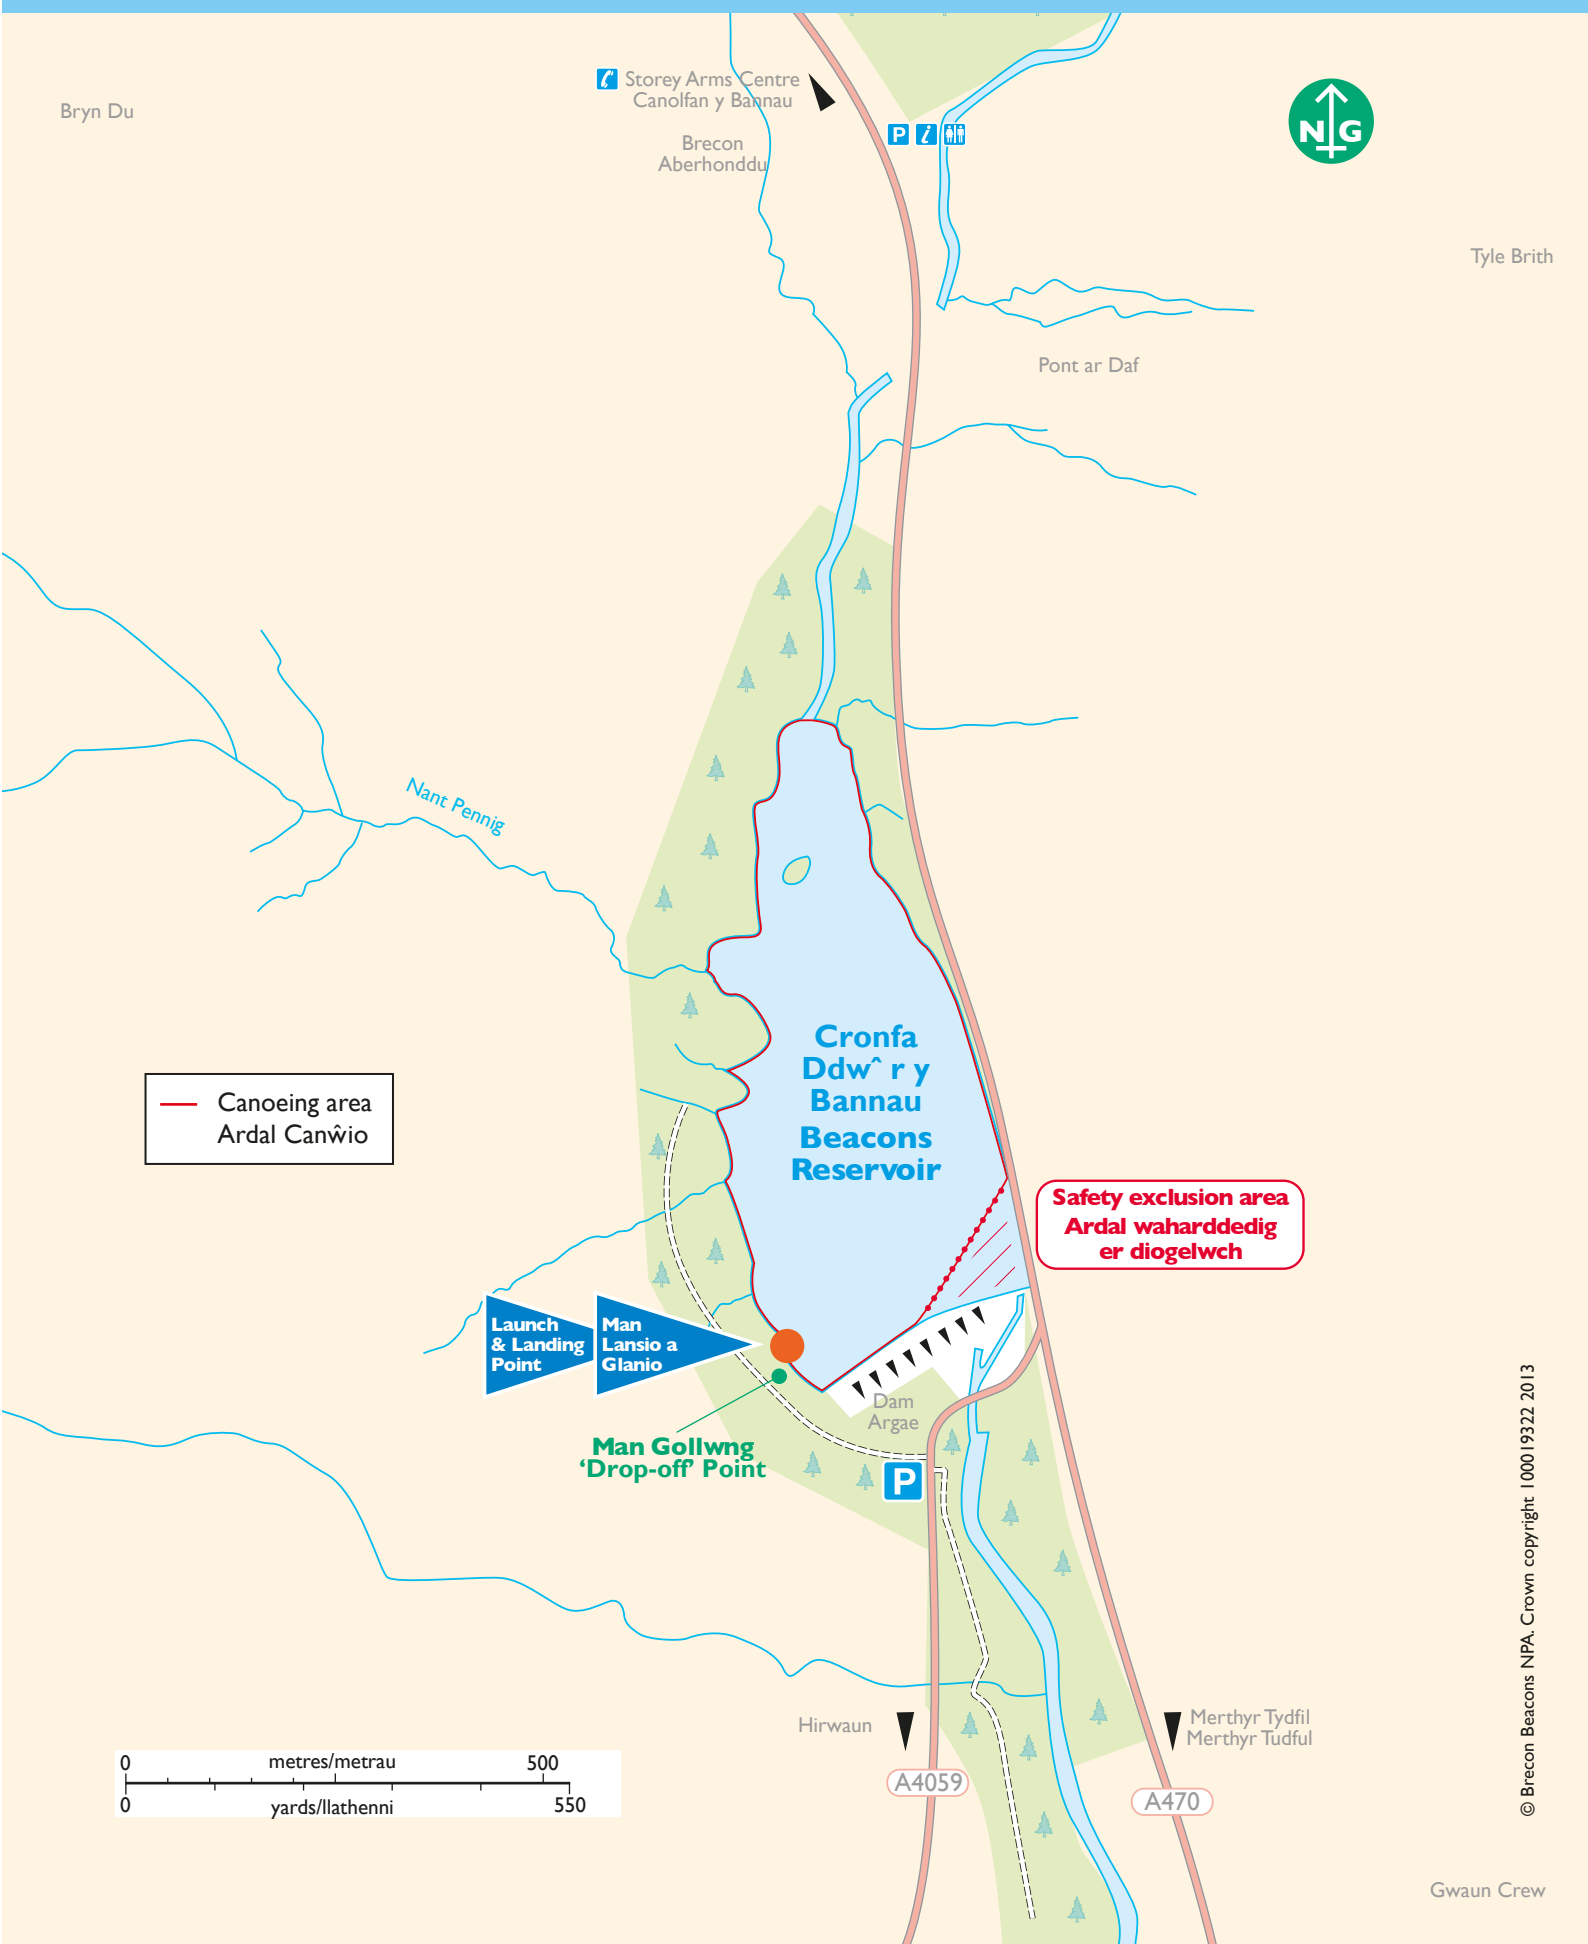 Storey Arms Centre
Canolfan y Bannau
Bryn Du
N G
P i
Brecon
Aberhonddu
Tyle Brith
Pont ar Daf
Nant Pennig
Cronfa
Ddwˆ r y
Bannau
Beacons
Reservoir
Canoeing area
Ardal Canŵio
Safety exclusion area
Ardal waharddedig
er diogelwch
Launch
& Landing
Point
Man
Lansio a
Glanio
Dam
Argae
Man Gollwng
‘Drop-off’ Point
P
© Brecon Beacons NPA. Crown copyright 100019322 2013
Hirwaun
Merthyr Tydfil
Merthyr Tudful
0 metres/metrau 500
0 yards/llathenni 550
A4059
A470
Gwaun Crew